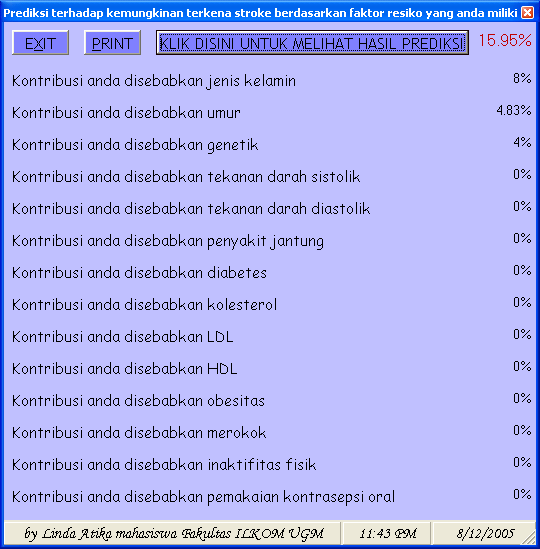 Prediksi terhadap kemungkinan terkena stroke berdasarkan faktor resiko yang anda miliki
EXIT PRINT KLIK DISINI UNTUK MELIHAT HASIL PREDIKSI 15.95%
Kontribusi anda disebabkan jenis kelamin 8%
Kontribusi anda disebabkan umur 4.83%
Kontribusi anda disebabkan genetik 4%
Kontribusi anda disebabkan tekanan darah sistolik 0%
Kontribusi anda disebabkan tekanan darah diastolik 0%
Kontribusi anda disebabkan penyakit jantung 0%
Kontribusi anda disebabkan diabetes 0%
Kontribusi anda disebabkan kolesterol 0%
Kontribusi anda disebabkan LDL 0%
Kontribusi anda disebabkan HDL 0%
Kontribusi anda disebabkan obesitas 0%
Kontribusi anda disebabkan merokok 0%
Kontribusi anda disebabkan inaktifitas fisik 0%
Kontribusi anda disebabkan pemakaian kontrasepsi oral 0%
by Linda Atika mahasiswa Fakultas ILKOM UGM 11:43 PM 8/12/2005